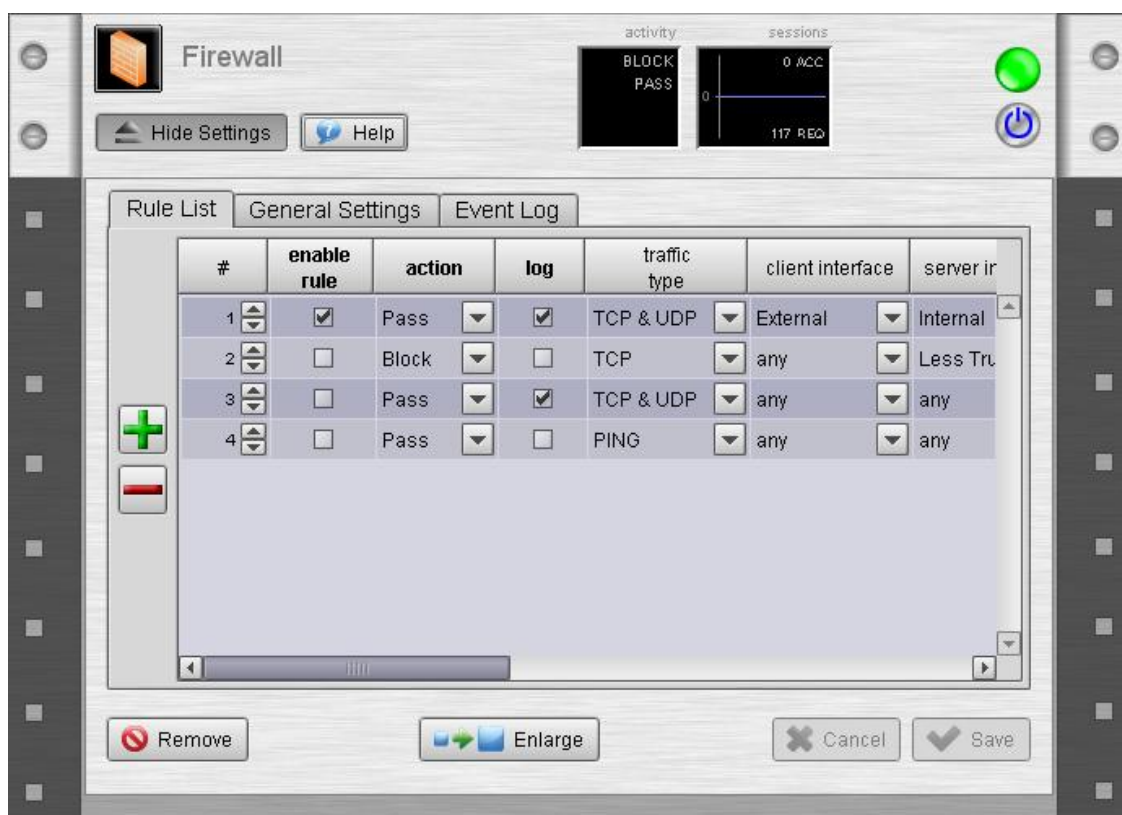 activity
sessions
Firewall
BLOCK
PASS
0 ACC
0
117 REQ
Hide Settings
Help
Rule List
General Settings
Event Log
#
enable
rule
action
log
traffic
type
client interface
server in
1 Pass TCP & UDP External Internal
2 Block TCP any Less Tru
3 Pass TCP & UDP any any
4 Pass PING any any
Remove
Enlarge
Cancel
Save